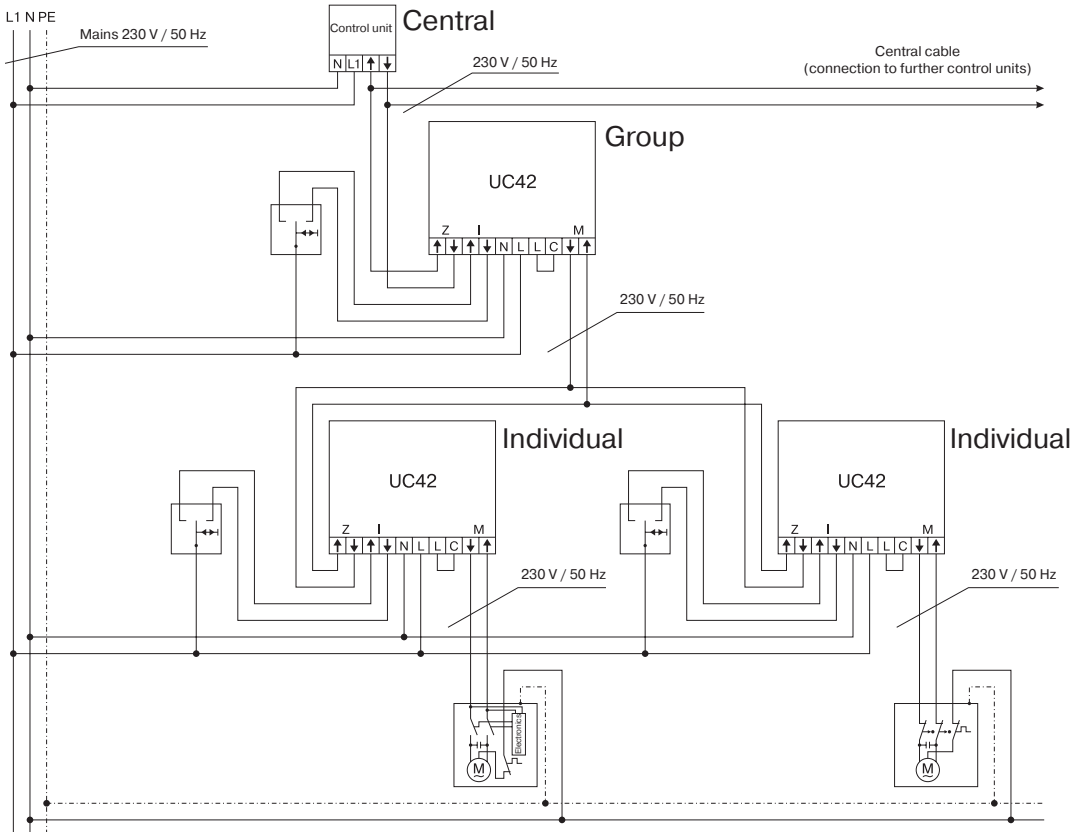 L1 N PE
Mains 230 V / 50 Hz
Control unit
Central
N L1 ↑ ↓
230 V / 50 Hz
Central cable
(connection to further control units)
Group
UC42
Z I M
↑ ↓ ↑ ↓ N L L C ↓ ↑
230 V / 50 Hz
Individual
UC42
Z I M
↑ ↓ ↑ ↓ N L L C ↓ ↑
230 V / 50 Hz
Individual
UC42
Z I M
↑ ↓ ↑ ↓ N L L C ↓ ↑
230 V / 50 Hz
Electronics
M
M